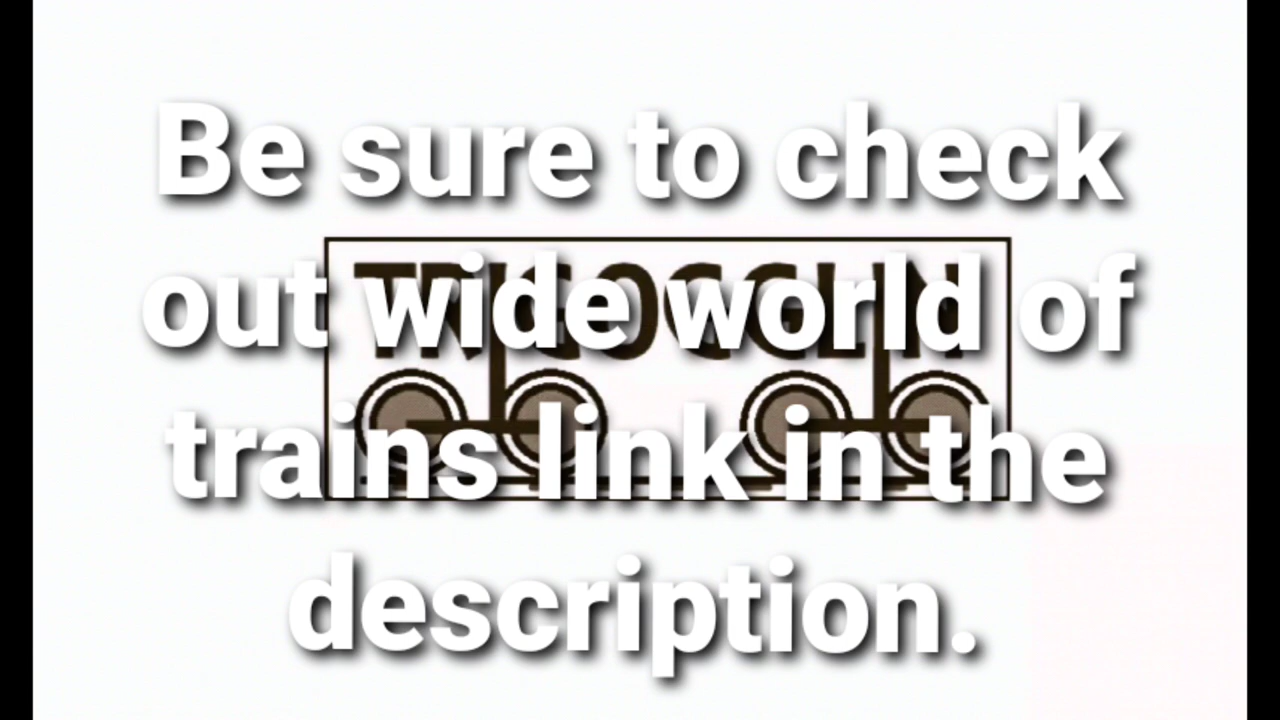 Be sure to check
out wide world of
trains link in the
description.